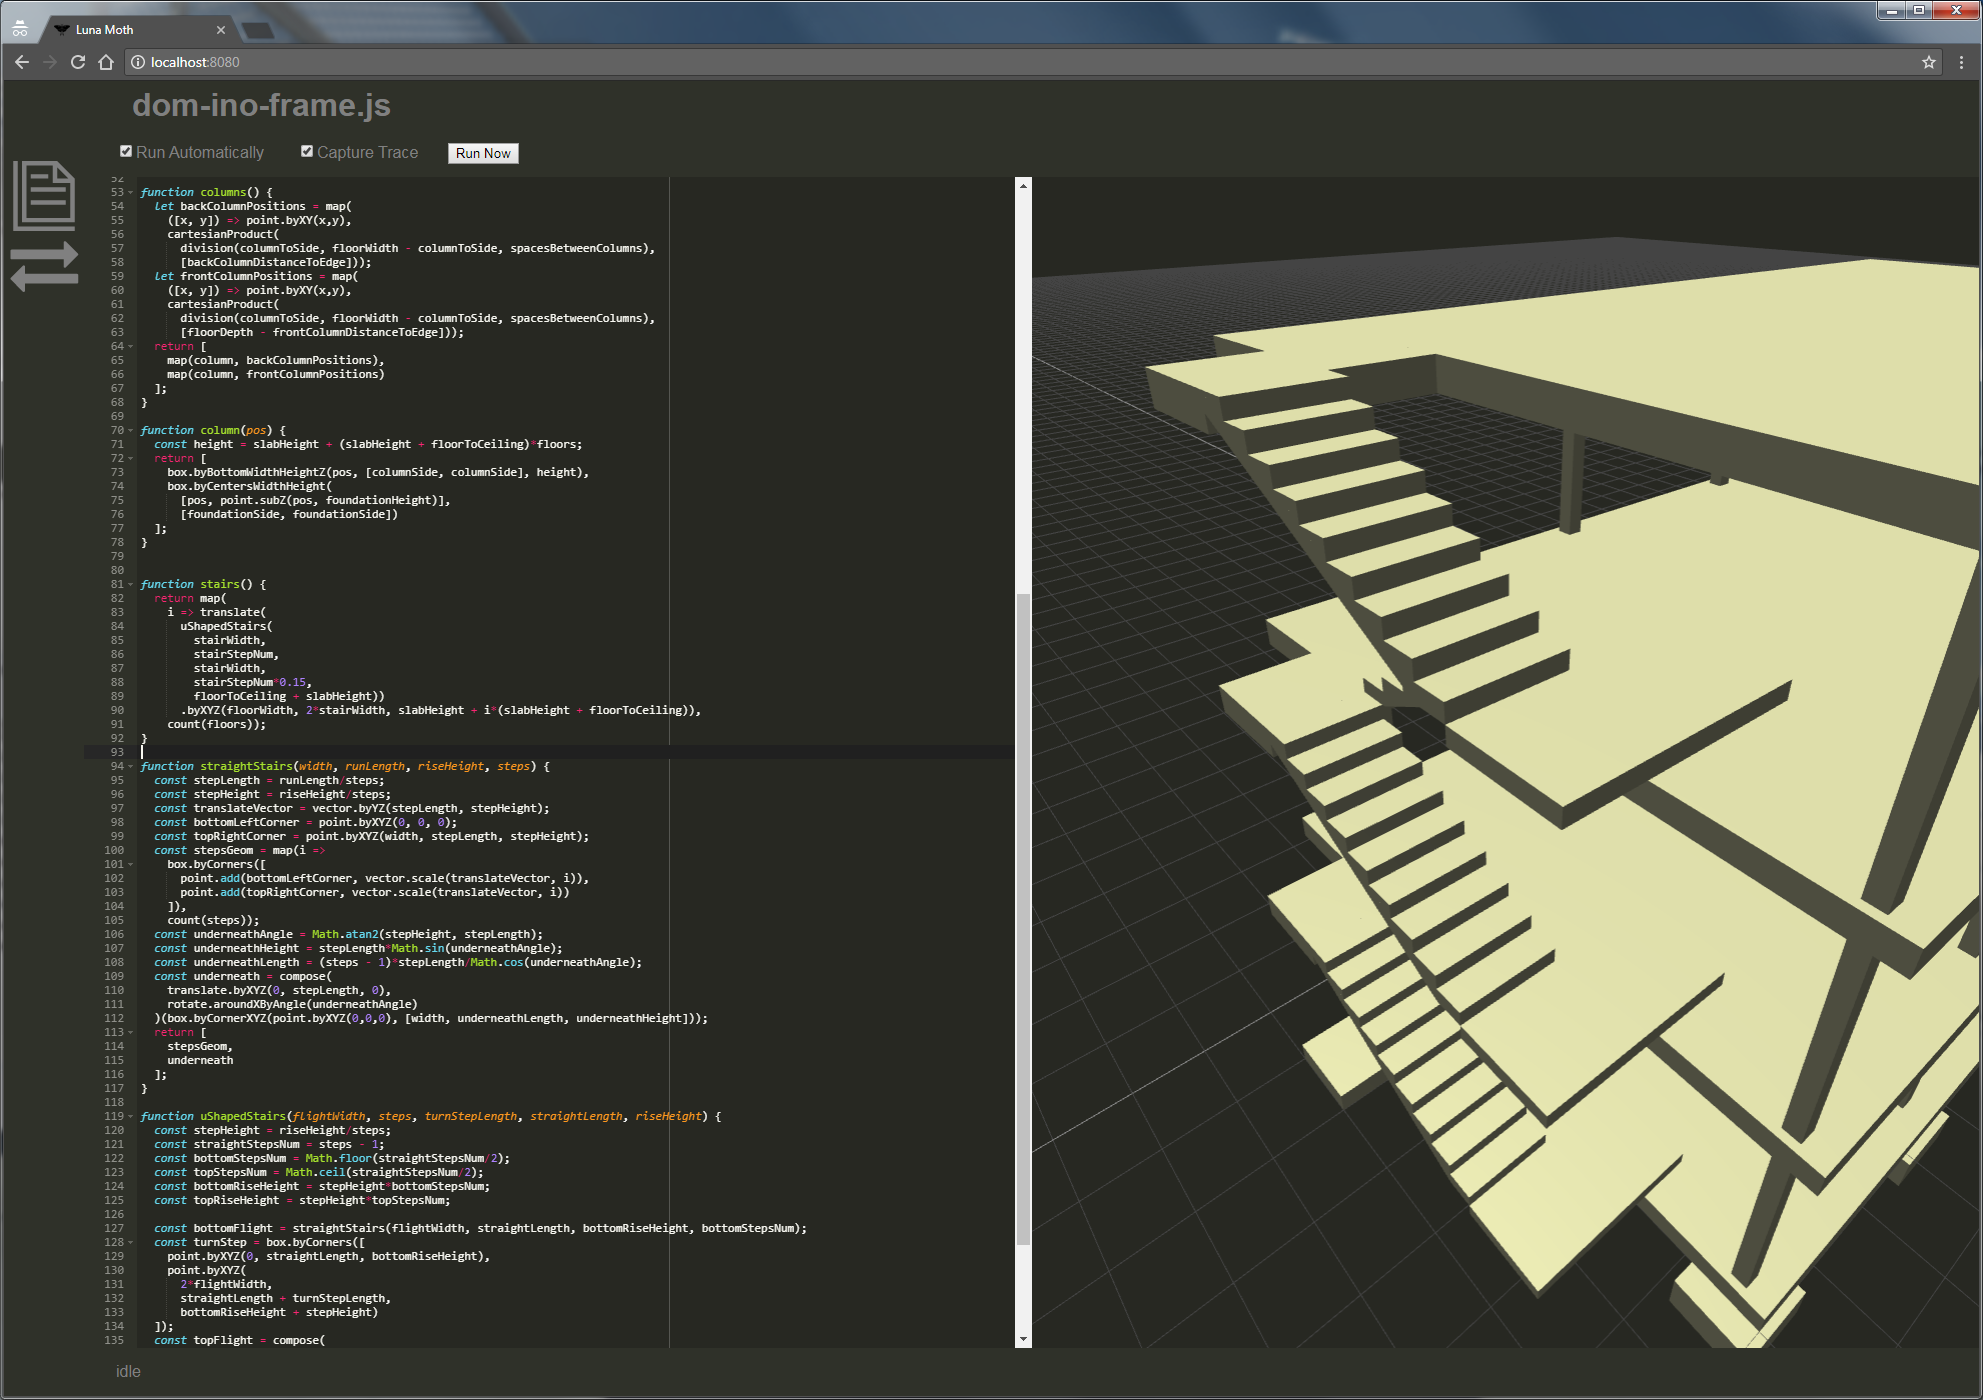 Luna Moth
localhost:8080
dom-ino-frame.js
Run Automatically
Capture Trace
Run Now
52
53 function columns() {
54 let backColumnPositions = map(
55 ([x, y]) => point.byXY(x,y),
56 cartesianProduct(
57 division(columnToSide, floorWidth - columnToSide, spacesBetweenColumns),
58 [backColumnDistanceToEdge]));
59 let frontColumnPositions = map(
60 ([x, y]) => point.byXY(x,y),
61 cartesianProduct(
62 division(columnToSide, floorWidth - columnToSide, spacesBetweenColumns),
63 [floorDepth - frontColumnDistanceToEdge]));
64 return [
65 map(column, backColumnPositions),
66 map(column, frontColumnPositions)
67 ];
68 }
69
70 function column(pos) {
71 const height = slabHeight + (slabHeight + floorToCeiling)*floors;
72 return [
73 box.byBottomWidthHeightZ(pos, [columnSide, columnSide], height),
74 box.byCentersWidthHeight(
75 [pos, point.subZ(pos, foundationHeight)],
76 [foundationSide, foundationSide])
77 ];
78 }
79
80
81 function stairs() {
82 return map(
83 i => translate(
84 uShapedStairs(
85 stairWidth,
86 stairStepNum,
87 stairWidth,
88 stairStepNum*0.15,
89 floorToCeiling + slabHeight))
90 .byXYZ(floorWidth, 2*stairWidth, slabHeight + i*(slabHeight + floorToCeiling)),
91 count(floors));
92 }
93
94 function straightStairs(width, runLength, riseHeight, steps) {
95 const stepLength = runLength/steps;
96 const stepHeight = riseHeight/steps;
97 const translateVector = vector.byYZ(stepLength, stepHeight);
98 const bottomLeftCorner = point.byXYZ(0, 0, 0);
99 const topRightCorner = point.byXYZ(width, stepLength, stepHeight);
100 const stepsGeom = map(i =>
101 box.byCorners([
102 point.add(bottomLeftCorner, vector.scale(translateVector, i)),
103 point.add(topRightCorner, vector.scale(translateVector, i))
104 ]),
105 count(steps));
106 const underneathAngle = Math.atan2(stepHeight, stepLength);
107 const underneathHeight = stepLength*Math.sin(underneathAngle);
108 const underneathLength = (steps - 1)*stepLength/Math.cos(underneathAngle);
109 const underneath = compose(
110 translate.byXYZ(0, stepLength, 0),
111 rotate.aroundXByAngle(underneathAngle)
112 )(box.byCornerXYZ(point.byXYZ(0,0,0), [width, underneathLength, underneathHeight]));
113 return [
114 stepsGeom,
115 underneath
116 ];
117 }
118
119 function uShapedStairs(flightWidth, steps, turnStepLength, straightLength, riseHeight) {
120 const stepHeight = riseHeight/steps;
121 const straightStepsNum = steps - 1;
122 const bottomStepsNum = Math.floor(straightStepsNum/2);
123 const topStepsNum = Math.ceil(straightStepsNum/2);
124 const bottomRiseHeight = stepHeight*bottomStepsNum;
125 const topRiseHeight = stepHeight*topStepsNum;
126
127 const bottomFlight = straightStairs(flightWidth, straightLength, bottomRiseHeight, bottomStepsNum);
128 const turnStep = box.byCorners([
129 point.byXYZ(0, straightLength, bottomRiseHeight),
130 point.byXYZ(
131 2*flightWidth,
132 straightLength + turnStepLength,
133 bottomRiseHeight + stepHeight)
134 ]);
135 const topFlight = compose(
idle